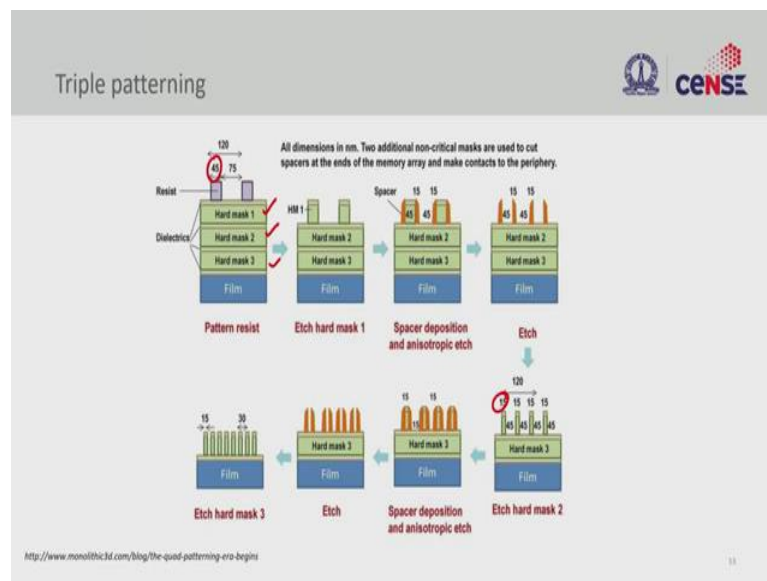 Triple patterning
CeNSE
All dimensions in nm. Two additional non-critical masks are used to cut
spacers at the ends of the memory array and make contacts to the periphery.
120
45 75
Resist
Hard mask 1
Dielectrics
Hard mask 2
Hard mask 3
Film
Pattern resist
HM 1
Hard mask 2
Hard mask 3
Film
Etch hard mask 1
Spacer 15 15
45 45
Hard mask 2
Hard mask 3
Film
Spacer deposition
and anisotropic etch
15 15
45 45
Hard mask 2
Hard mask 3
Film
Etch
120
15 15 15 15
45 45 45 45
Hard mask 3
Film
Etch hard mask 2
15 15
15
Hard mask 3
Film
Spacer deposition
and anisotropic etch
Hard mask 3
Film
Etch
15 30
Film
Etch hard mask 3
http://www.monolithic3d.com/blog/the-quad-patterning-era-begins